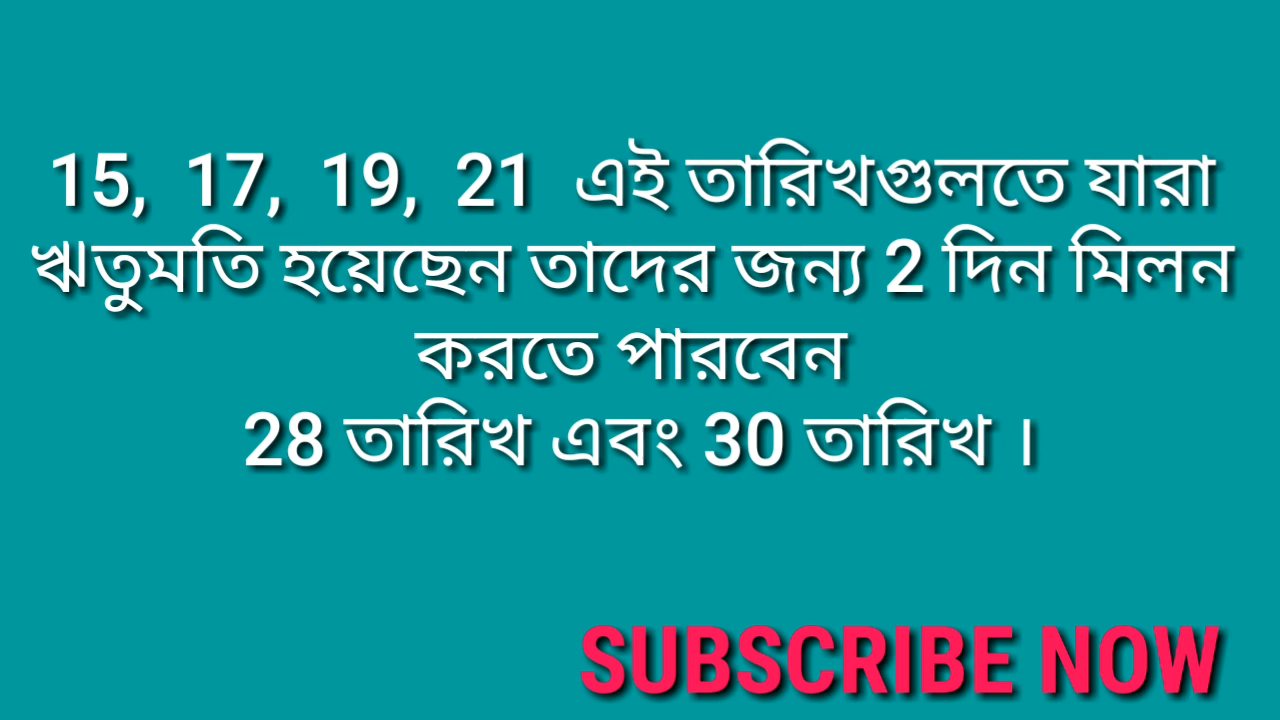 15, 17, 19, 21 এই তারিখগুলতে যারা
ঋতুমতি হয়েছেন তাদের জন্য 2 দিন মিলন
করতে পারবেন
28 তারিখ এবং 30 তারিখ ।
SUBSCRIBE NOW